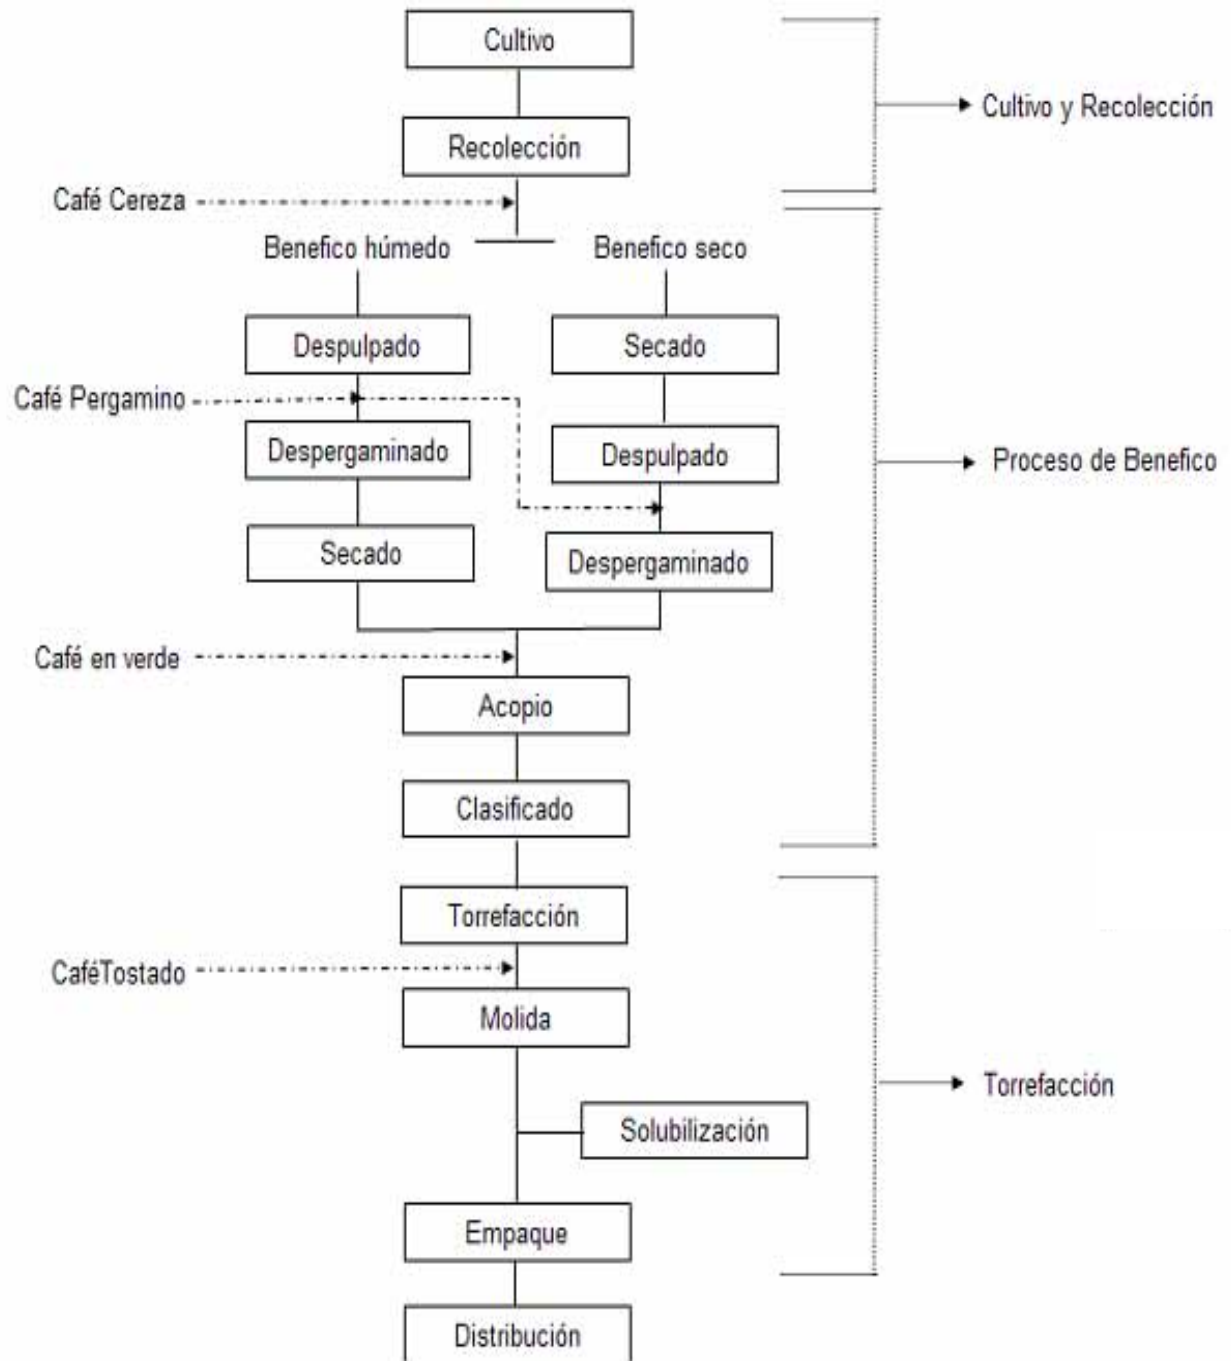 Cultivo
Cultivo y Recolección
Recolección
Café Cereza
Benefico húmedo
Benefico seco
Despulpado
Secado
Café Pergamino
Despergaminado
Despulpado
Proceso de Benefico
Secado
Despergaminado
Café en verde
Acopio
Clasificado
Torrefacción
CaféTostado
Molida
Torrefacción
Solubilización
Empaque
Distribución